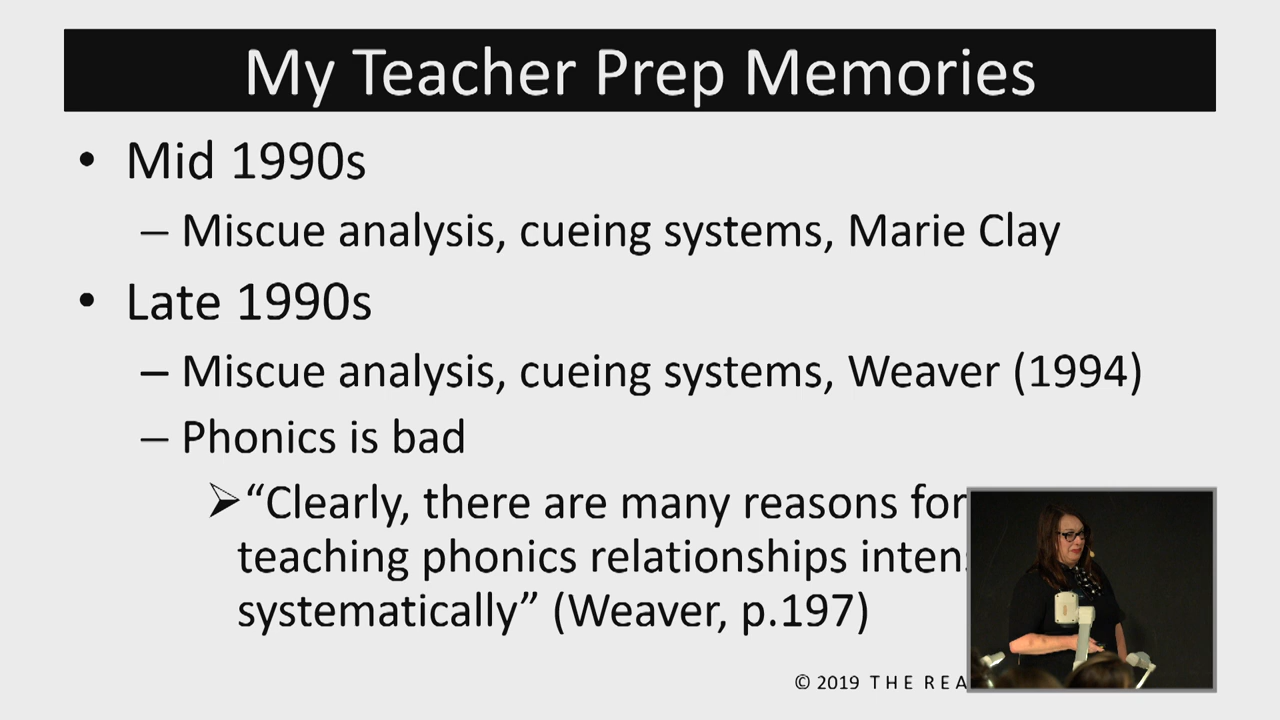 My Teacher Prep Memories
• Mid 1990s
– Miscue analysis, cueing systems, Marie Clay
• Late 1990s
– Miscue analysis, cueing systems, Weaver (1994)
– Phonics is bad
➢“Clearly, there are many reasons for
teaching phonics relationships
systematically” (Weaver, p.197)
© 2019 THE